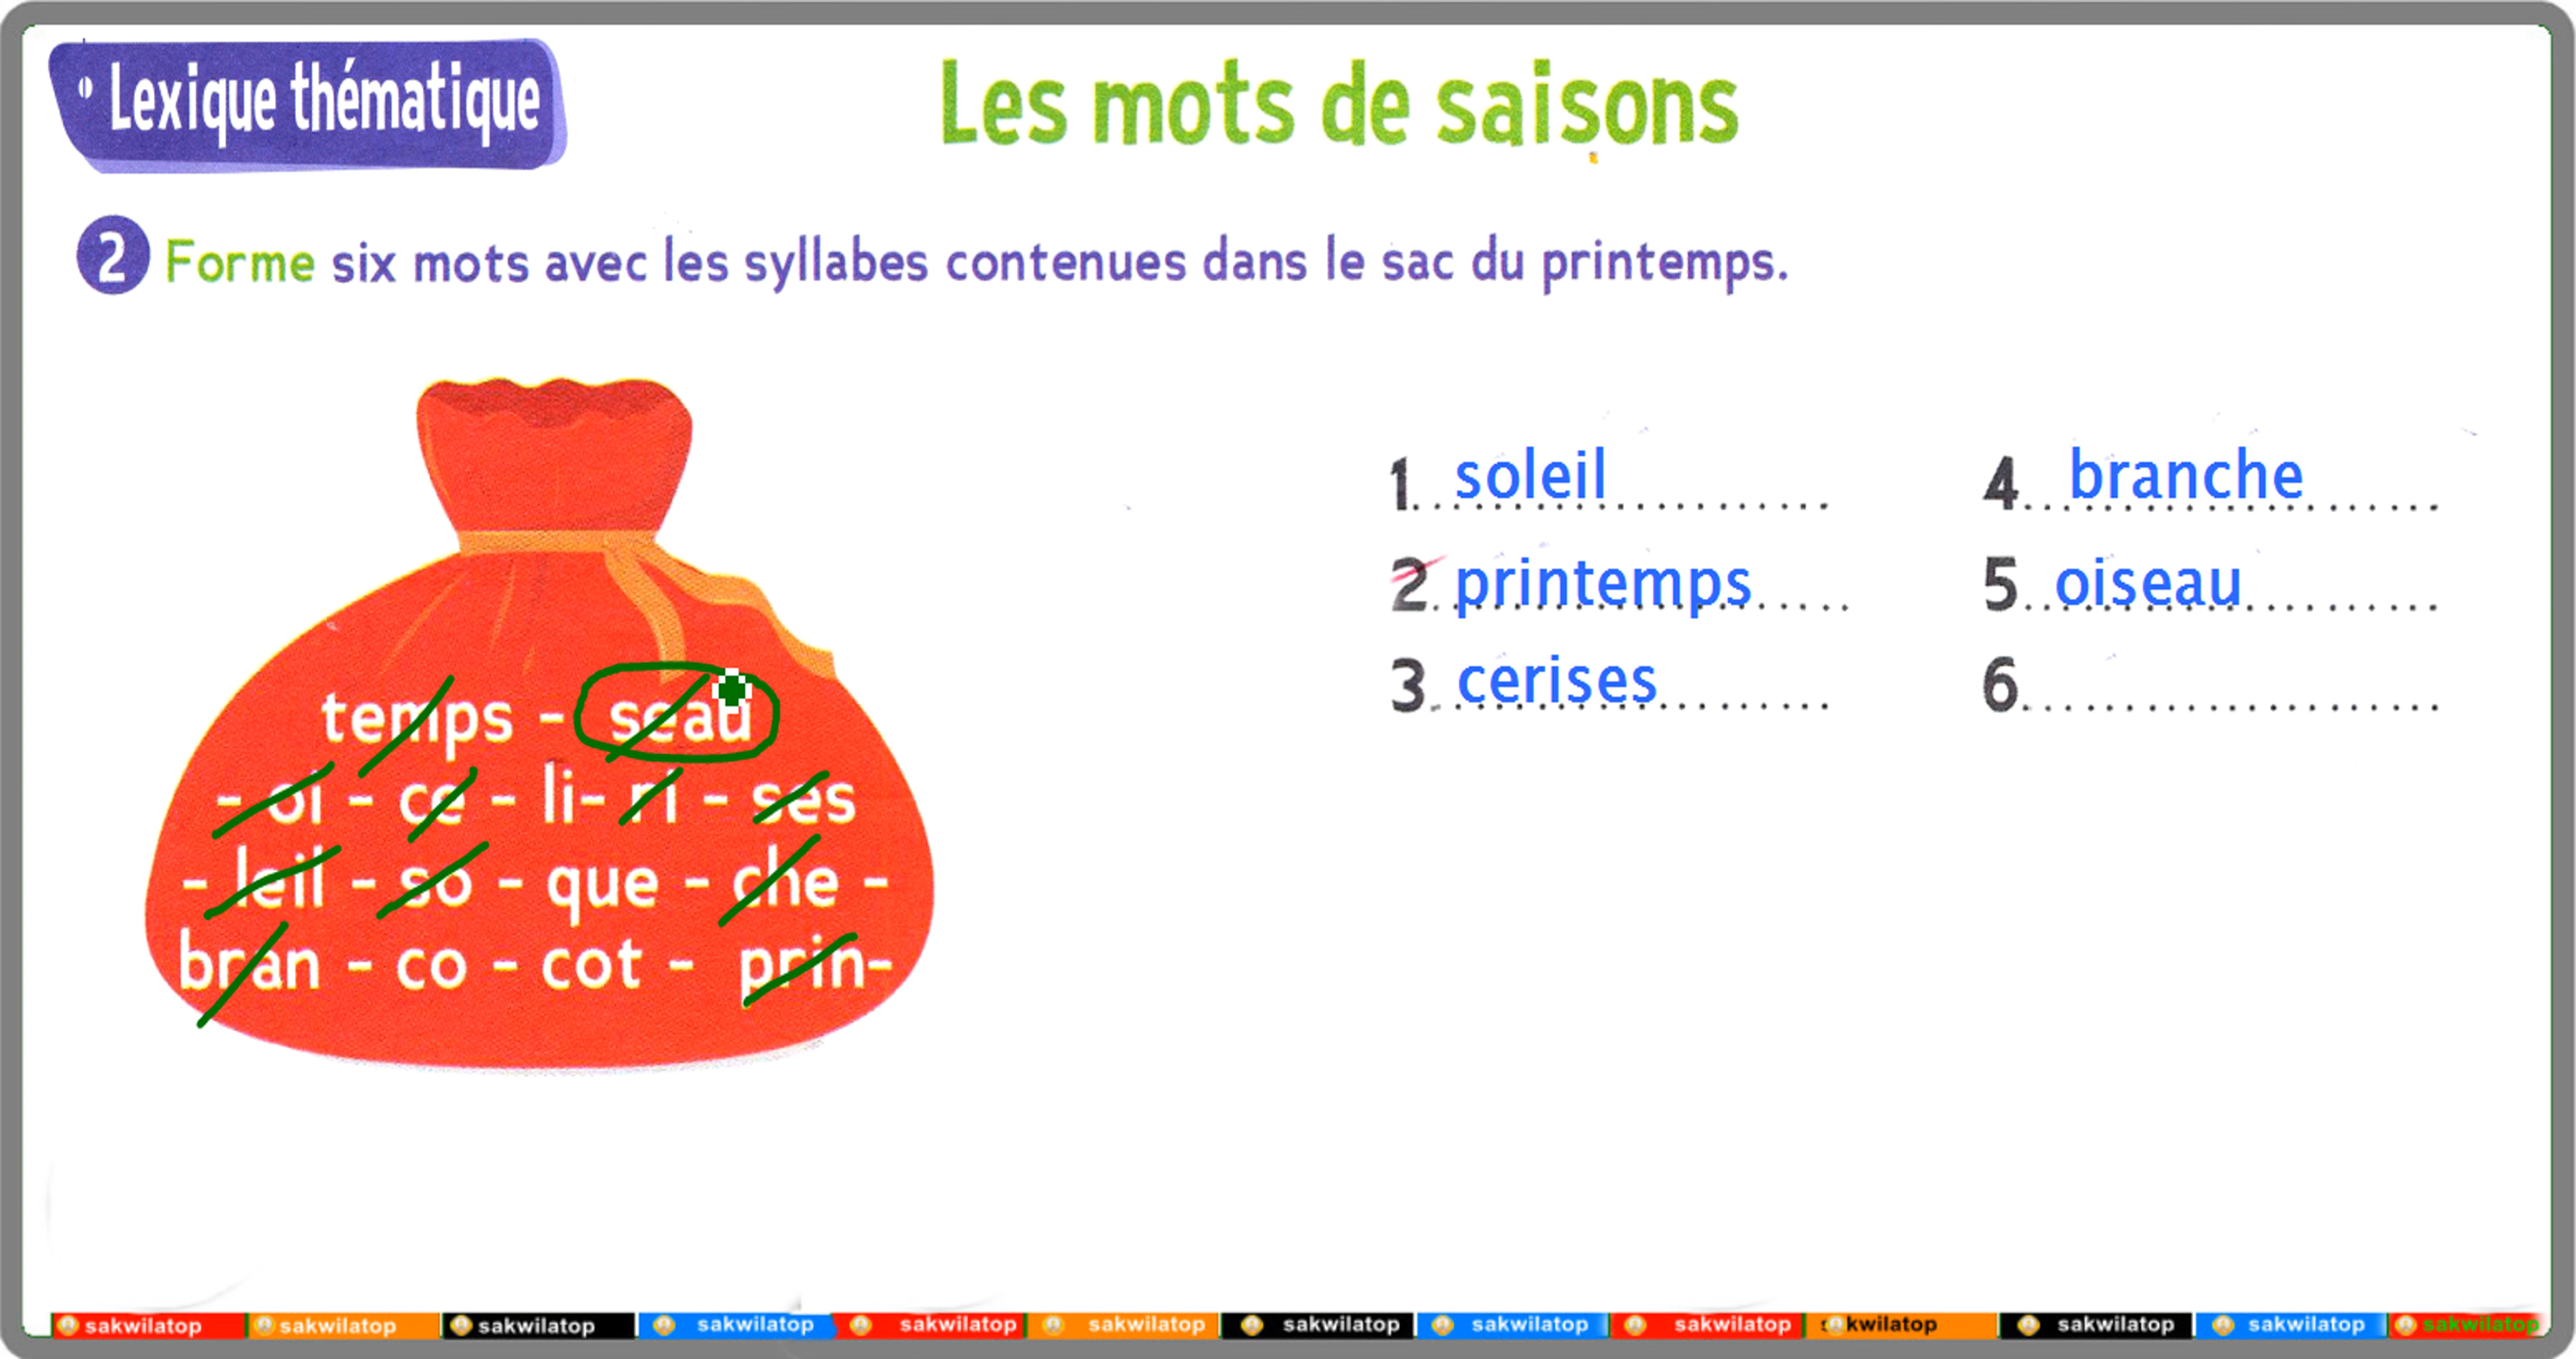 Lexique thématique
Les mots de saisons
2 Forme six mots avec les syllabes contenues dans le sac du printemps.
temps - seau
- oi - ce - li- ri - ses
- leil - so - que - che -
bran - co - cot - prin-
1. soleil
2. printemps
3. cerises
4. branche
5. oiseau
6.
sakwilatop sakwilatop sakwilatop sakwilatop sakwilatop sakwilatop sakwilatop sakwilatop sakwilatop kwilatop sakwilatop sakwilatop sakwilatop